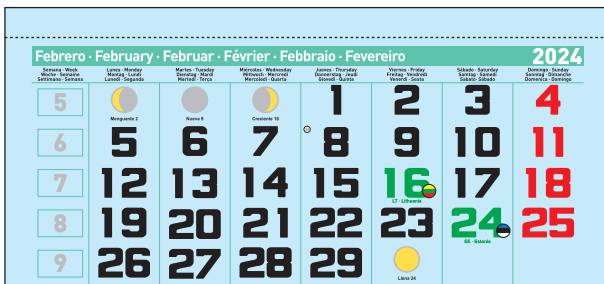 Febrero · February · Februar · Février · Febbraio · Fevereiro 2024
Semana · Week Lunes · Monday Martes · Tuesday Miércoles · Wednesday Jueves · Thursday Viernes · Friday Sábado · Saturday Domingo · Sunday
Woche · Semaine Montag · Lundi Dienstag · Mardi Mittwoch · Mercredi Donnerstag · Jeudi Freitag · Vendredi Samstag · Samedi Sonntag · Dimanche
Settimana · Semana Lunedì · Segunda Martedì · Terça Mercoledì · Quarta Giovedì · Quinta Venerdì · Sexta Sabato · Sábado Domenica · Domingo
5 1 2 3 4
Menguante 2 Nueva 9 Creciente 16
6 5 6 7 8 9 10 11
7 12 13 14 15 16 17 18
LT · Lithuania
8 19 20 21 22 23 24 25
EE · Estonia
9 26 27 28 29
Llena 24